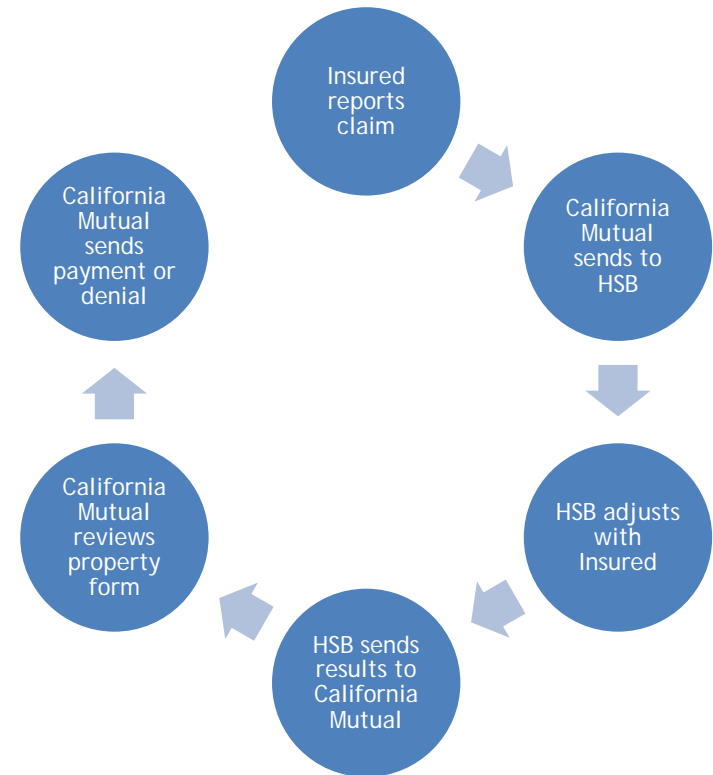 Insured
reports
claim
California
Mutual
sends to
HSB
HSB adjusts
with
Insured
HSB sends
results to
California
Mutual
California
Mutual
reviews
property
form
California
Mutual
sends
payment or
denial